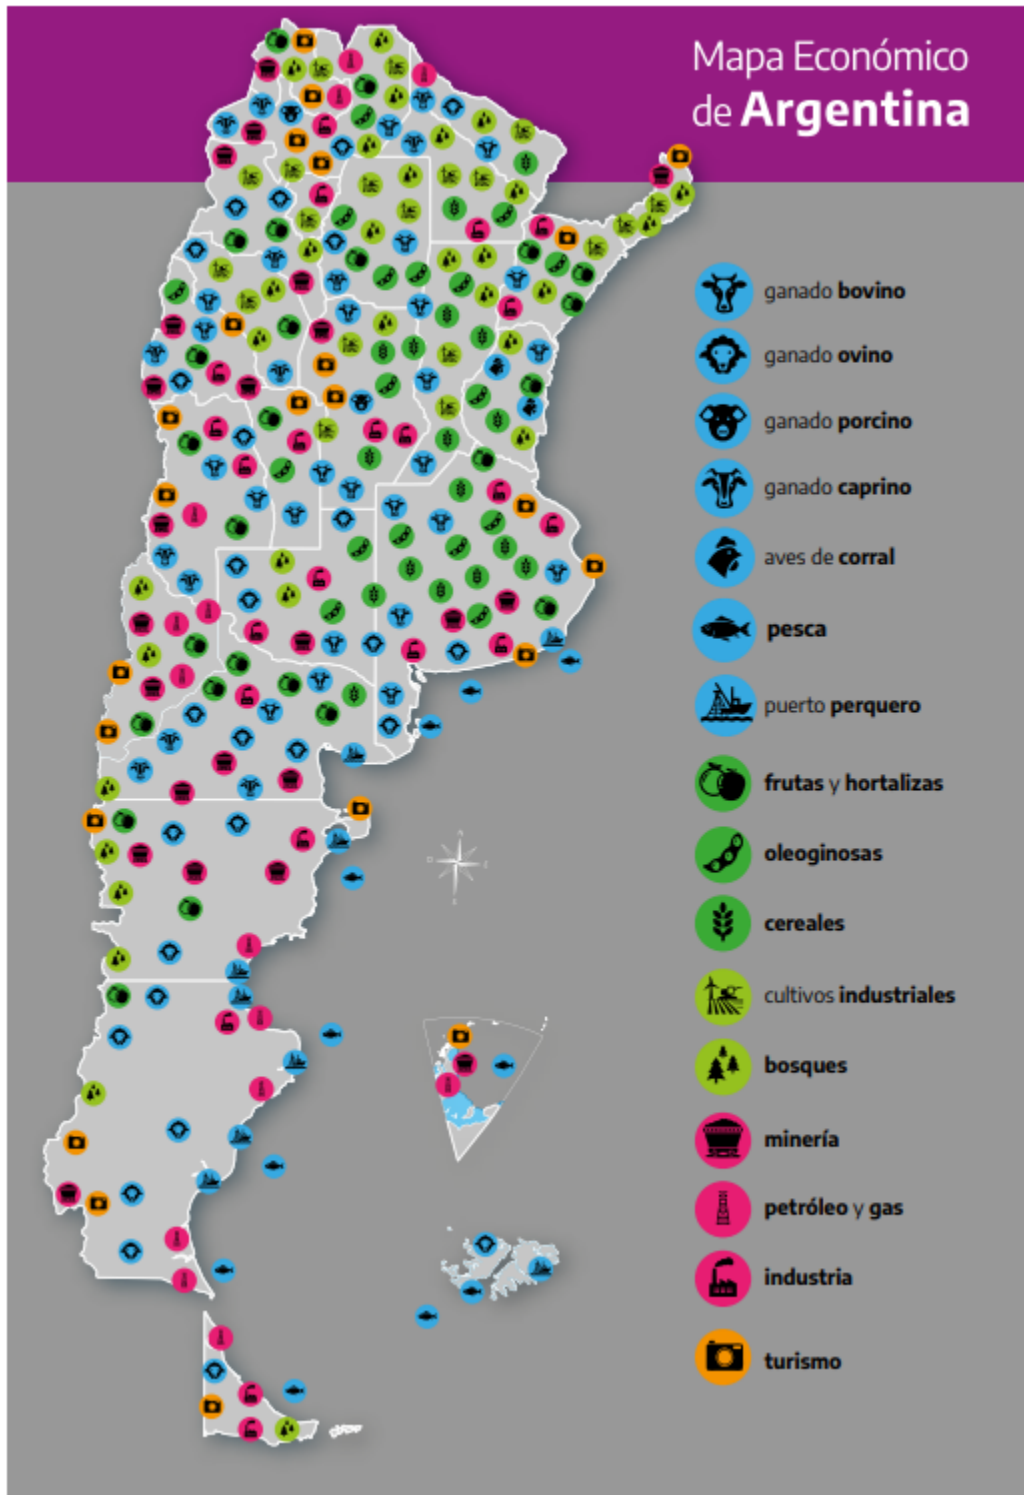 Mapa Económico
de Argentina
ganado bovino
ganado ovino
ganado porcino
ganado caprino
aves de corral
pesca
puerto perquero
frutas y hortalizas
oleoginosas
cereales
cultivos industriales
bosques
minería
petróleo y gas
industria
turismo